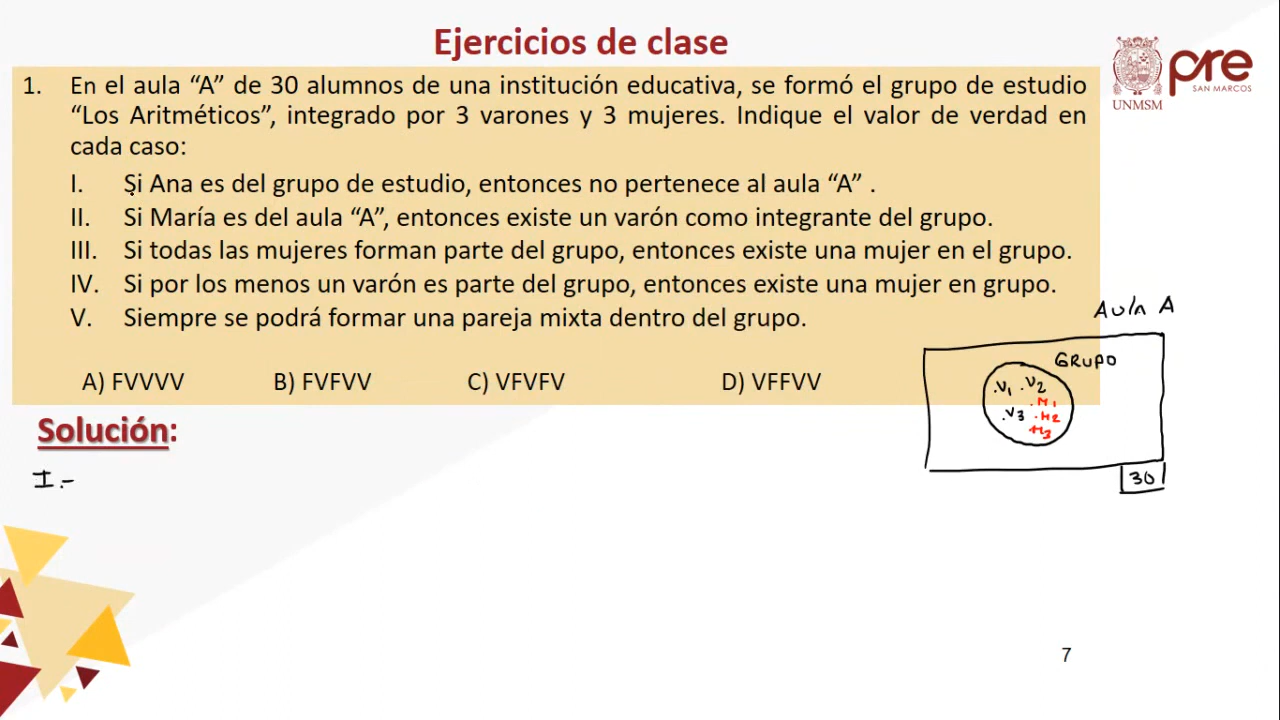 Ejercicios de clase
pre
SAN MARCOS
UNMSM
1. En el aula “A” de 30 alumnos de una institución educativa, se formó el grupo de estudio
“Los Aritméticos”, integrado por 3 varones y 3 mujeres. Indique el valor de verdad en
cada caso:
I. Si Ana es del grupo de estudio, entonces no pertenece al aula “A” .
II. Si María es del aula “A”, entonces existe un varón como integrante del grupo.
III. Si todas las mujeres forman parte del grupo, entonces existe una mujer en el grupo.
IV. Si por los menos un varón es parte del grupo, entonces existe una mujer en grupo.
V. Siempre se podrá formar una pareja mixta dentro del grupo.
A) FVVVV B) FVFVV C) VFVFV D) VFFVV
Aula A
GRUPO
.V1 .V2
.M1
.V3 .M2
.M3
30
Solución:
I.-
7